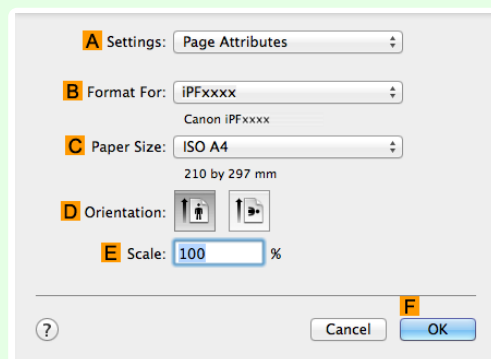 A Settings: Page Attributes
B Format For: iPFxxxx
Canon iPFxxxx
C Paper Size: ISO A4
210 by 297 mm
D Orientation:
E Scale: 100 %
F
? Cancel OK